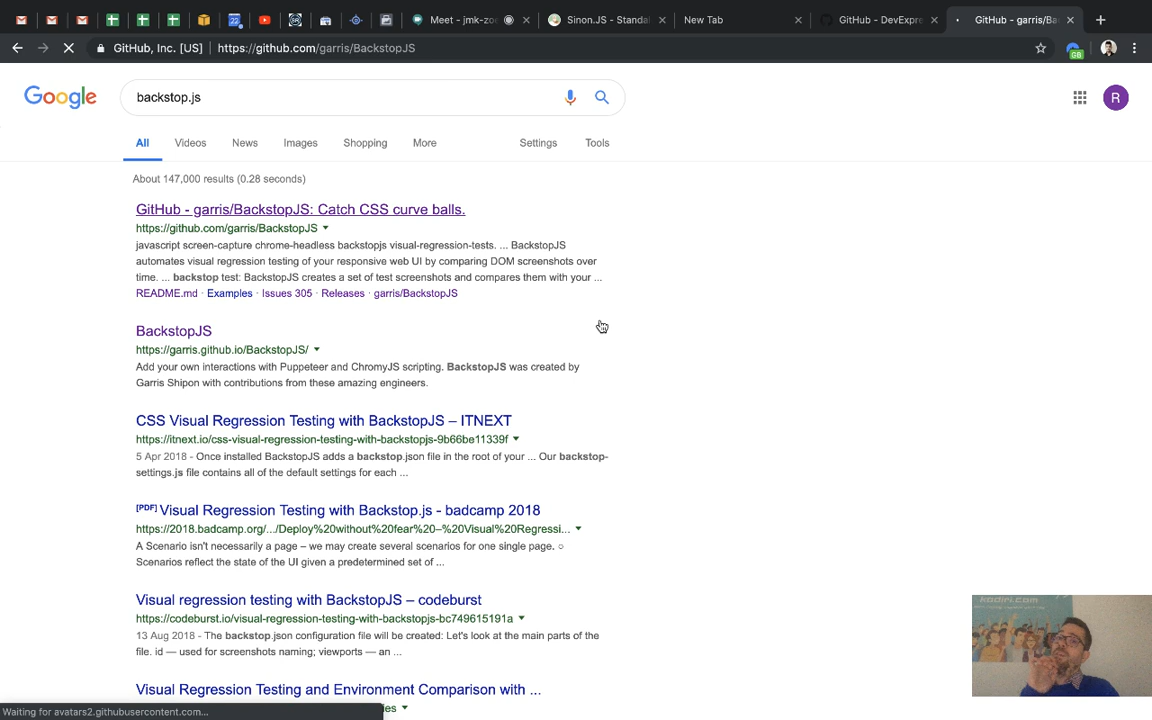 22
Meet - jmk-zoe
Sinon.JS - Standal
New Tab
GitHub - DevExpre
GitHub - garris/Ba
GitHub, Inc. [US]
https://github.com/garris/BackstopJS
GB
Google
backstop.js
R
All
Videos
News
Images
Shopping
More
Settings
Tools
About 147,000 results (0.28 seconds)
GitHub - garris/BackstopJS: Catch CSS curve balls.
https://github.com/garris/BackstopJS
javascript screen-capture chrome-headless backstopjs visual-regression-tests. ... BackstopJS
automates visual regression testing of your responsive web UI by comparing DOM screenshots over
time. ... backstop test: BackstopJS creates a set of test screenshots and compares them with your ...
README.md · Examples · Issues 305 · Releases · garris/BackstopJS
BackstopJS
https://garris.github.io/BackstopJS/
Add your own interactions with Puppeteer and ChromyJS scripting. BackstopJS was created by
Garris Shipon with contributions from these amazing engineers.
CSS Visual Regression Testing with BackstopJS – ITNEXT
https://itnext.io/css-visual-regression-testing-with-backstopjs-9b66be11339f
5 Apr 2018 - Once installed BackstopJS adds a backstop.json file in the root of your ... Our backstop-
settings.js file contains all of the default settings for each ...
[PDF] Visual Regression Testing with Backstop.js - badcamp 2018
https://2018.badcamp.org/.../Deploy%20without%20fear%20–%20Visual%20Regressi...
A Scenario isn't necessarily a page – we may create several scenarios for one single page. ○
Scenarios reflect the state of the UI given a predetermined set of ...
Visual regression testing with BackstopJS – codeburst
https://codeburst.io/visual-regression-testing-with-backstopjs-bc749615191a
13 Aug 2018 - The backstop.json configuration file will be created: Let's look at the main parts of the
file. id — used for screenshots naming; viewports — an ...
Visual Regression Testing and Environment Comparison with ...
Waiting for avatars2.githubusercontent.com...
kadiri.com